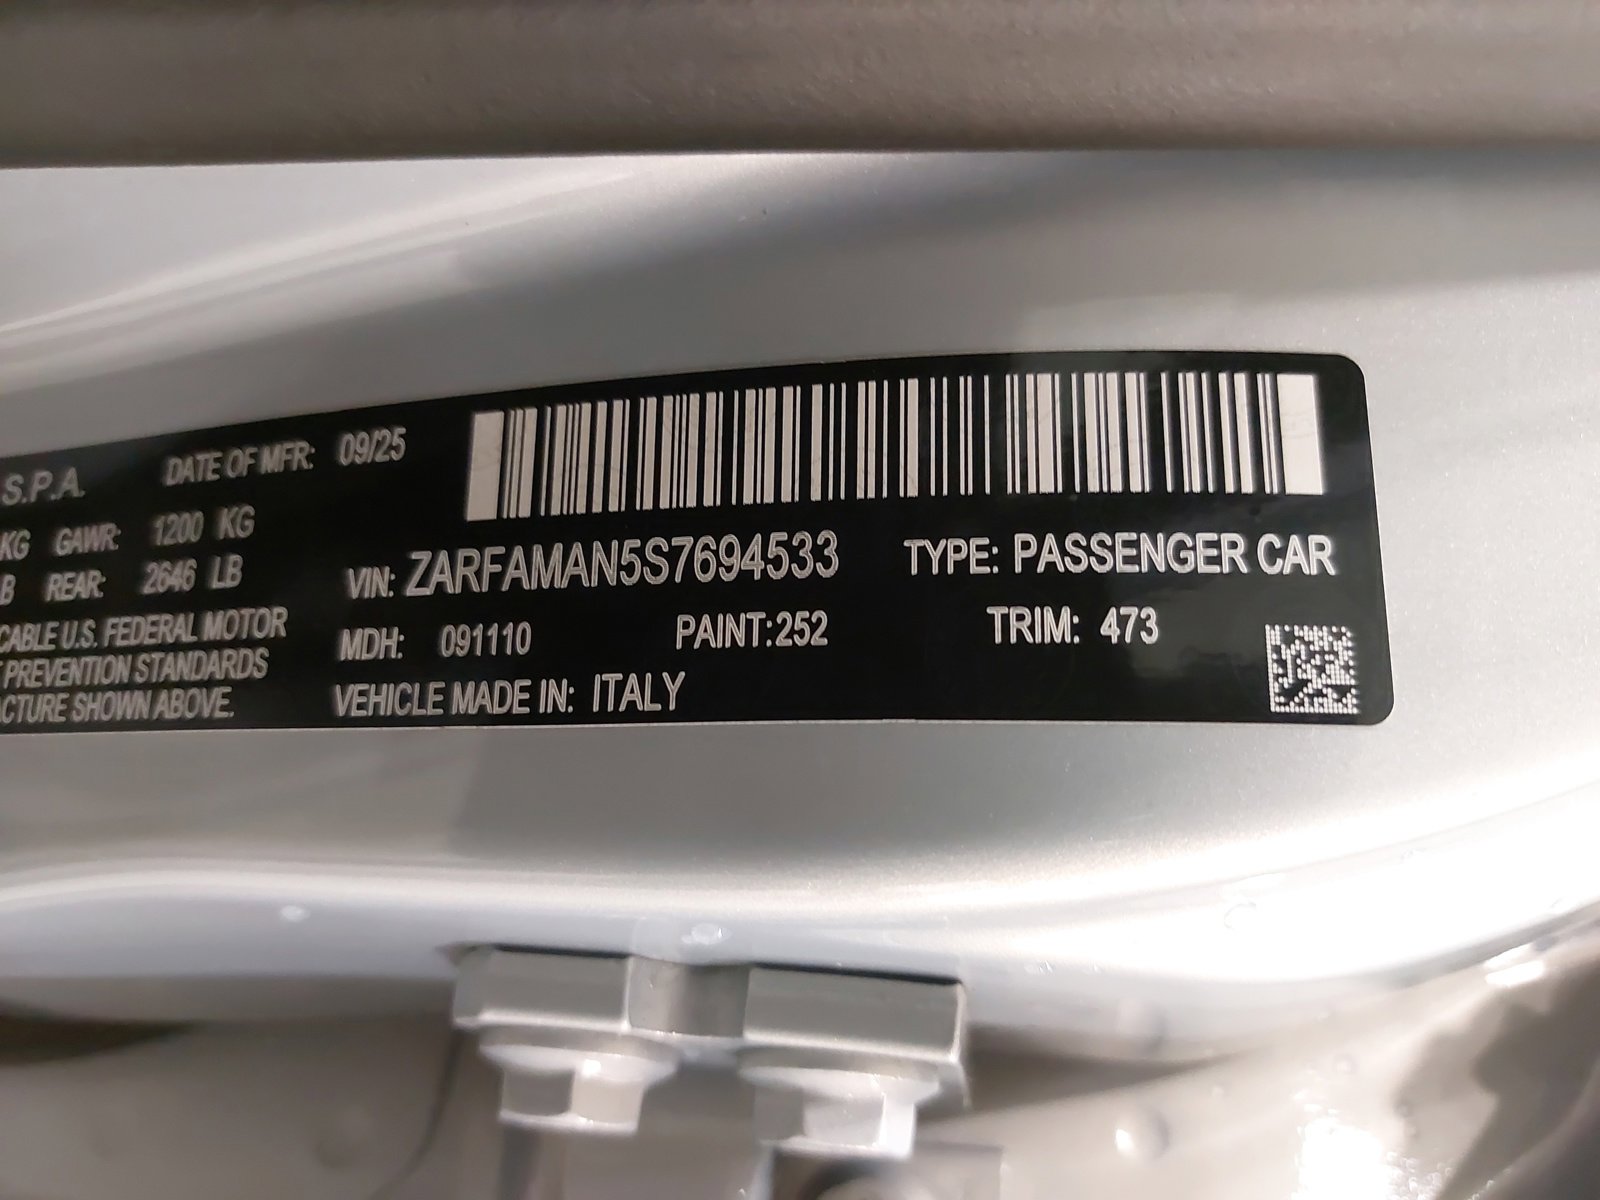 S.P.A. DATE OF MFR: 09/25
KG GAWR: 1200 KG
B REAR: 2646 LB
VIN: ZARFAMAN5S7694533 TYPE: PASSENGER CAR
CABLE U.S. FEDERAL MOTOR
PREVENTION STANDARDS
ACTURE SHOWN ABOVE.
MDH: 091110 PAINT:252 TRIM: 473
VEHICLE MADE IN: ITALY